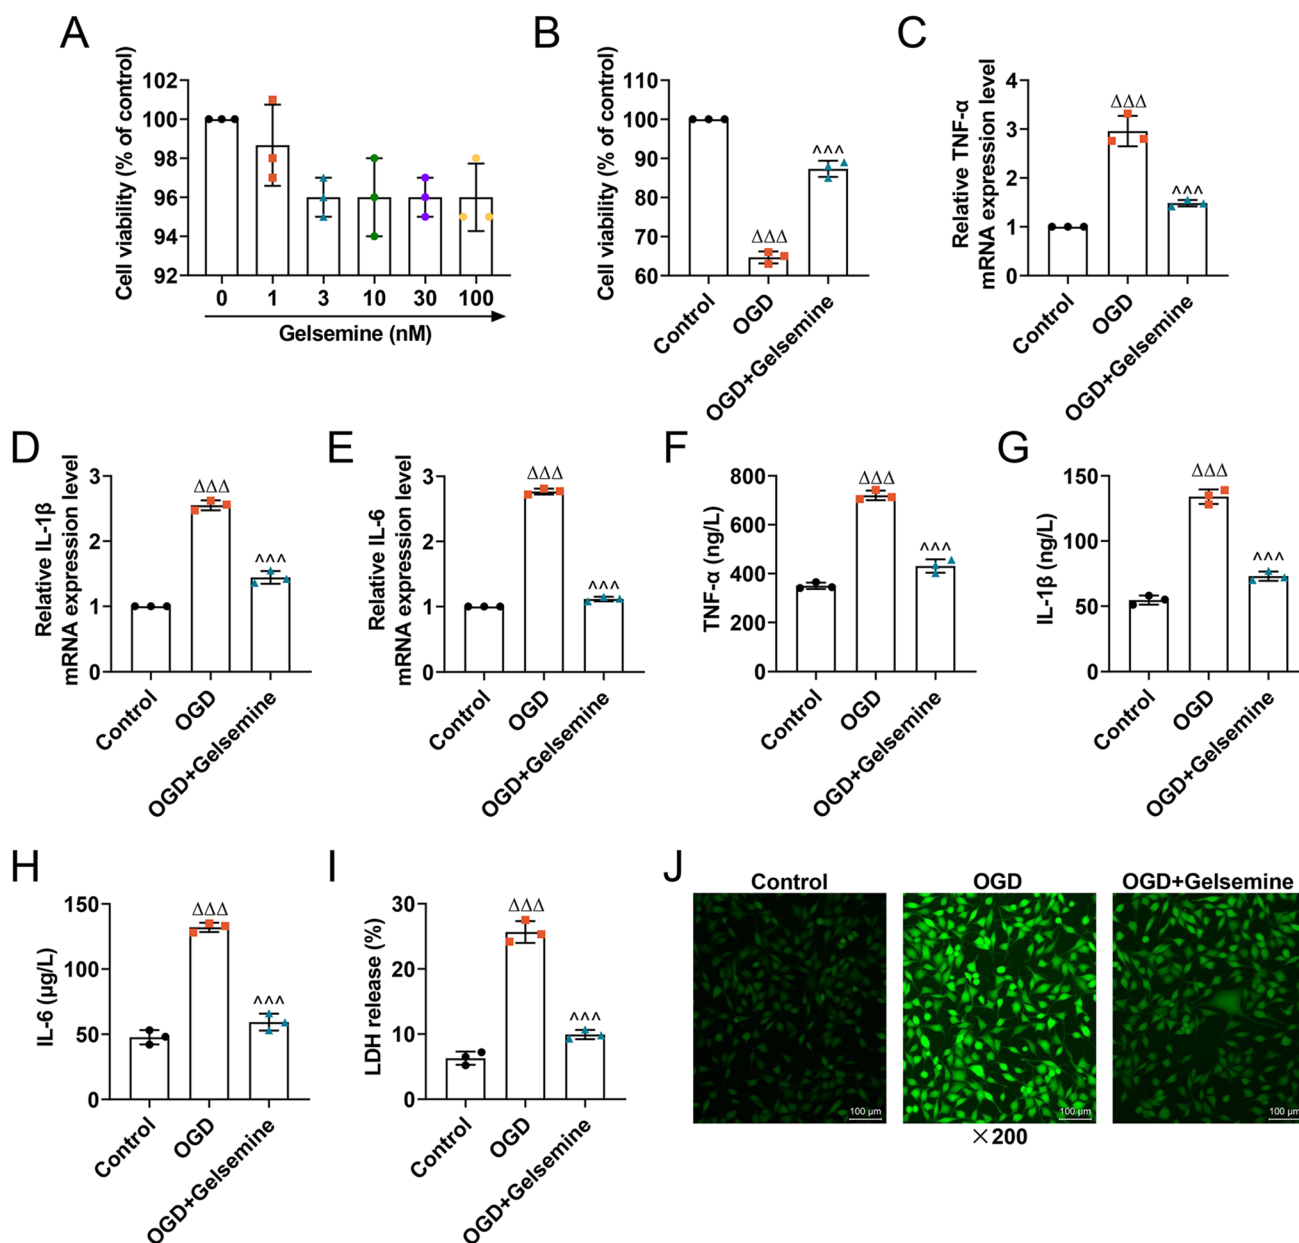 A
Cell viability (% of control)
102
100
98
96
94
92
0 1 3 10 30 100
Gelsemine (nM)
B
Cell viability (% of control)
110
100
90
80
70
60
ΔΔΔ
^^^
Control
OGD
OGD+Gelsemine
C
Relative TNF-α
mRNA expression level
4
3
2
1
0
ΔΔΔ
^^^
Control
OGD
OGD+Gelsemine
D
Relative IL-1β
mRNA expression level
3
2
1
0
ΔΔΔ
^^^
Control
OGD
OGD+Gelsemine
E
Relative IL-6
mRNA expression level
3
2
1
0
ΔΔΔ
^^^
Control
OGD
OGD+Gelsemine
F
TNF-α (ng/L)
800
600
400
200
0
ΔΔΔ
^^^
Control
OGD
OGD+Gelsemine
G
IL-1β (ng/L)
150
100
50
0
ΔΔΔ
^^^
Control
OGD
OGD+Gelsemine
H
IL-6 (μg/L)
150
100
50
0
ΔΔΔ
^^^
Control
OGD
OGD+Gelsemine
I
LDH release (%)
30
20
10
0
ΔΔΔ
^^^
Control
OGD
OGD+Gelsemine
J
Control OGD OGD+Gelsemine
100 μm 100 μm 100 μm
×200